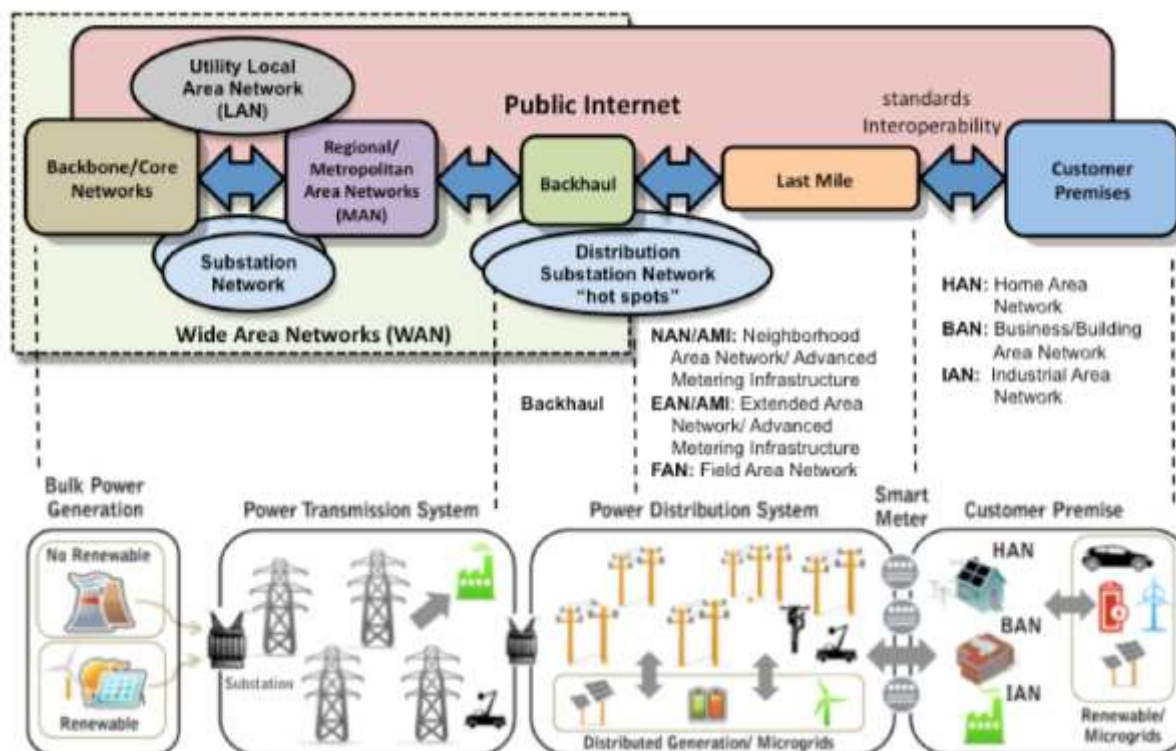 Utility Local
Area Network
(LAN)
Public Internet
standards
Interoperability
Backbone/Core
Networks
Regional/
Metropolitan
Area Networks
(MAN)
Backhaul
Last Mile
Customer
Premises
Substation
Network
Distribution
Substation Network
“hot spots”
Wide Area Networks (WAN)
Backhaul
NAN/AMI: Neighborhood
Area Network/ Advanced
Metering Infrastructure
EAN/AMI: Extended Area
Network/ Advanced
Metering Infrastructure
FAN: Field Area Network
HAN: Home Area
Network
BAN: Business/Building
Area Network
IAN: Industrial Area
Network
Bulk Power
Generation
Power Transmission System
Power Distribution System
Smart
Meter
Customer Premise
No Renewable
Renewable
Substation
Distributed Generation/ Microgrids
HAN
BAN
IAN
Renewable/
Microgrids